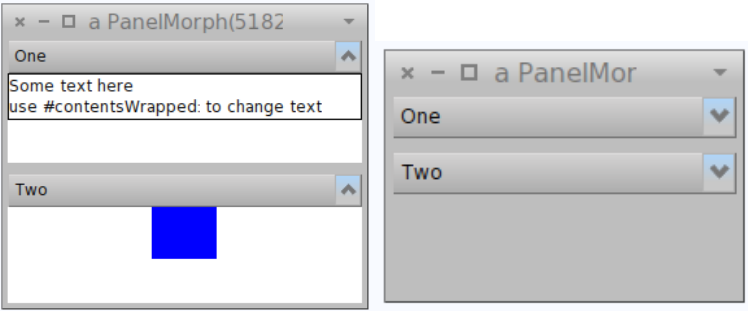 a PanelMorph(5182
One
Some text here
use #contentsWrapped: to change text
Two
a PanelMor
One
Two